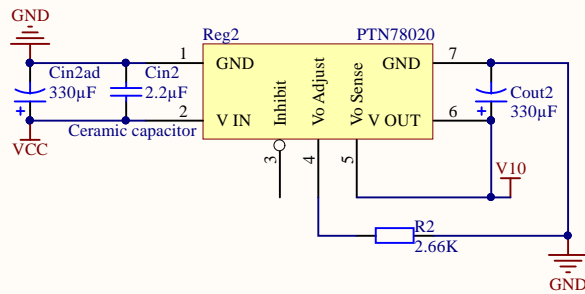 GND
Reg2
PTN78020
Cin2ad
330µF
Cin2
2.2µF
Ceramic capacitor
VCC
1
GND
2
V IN
Inhibit
3
Vo Adjust
4
Vo Sense
5
GND
7
V OUT
6
Cout2
330µF
V10
R2
2.66K
GND